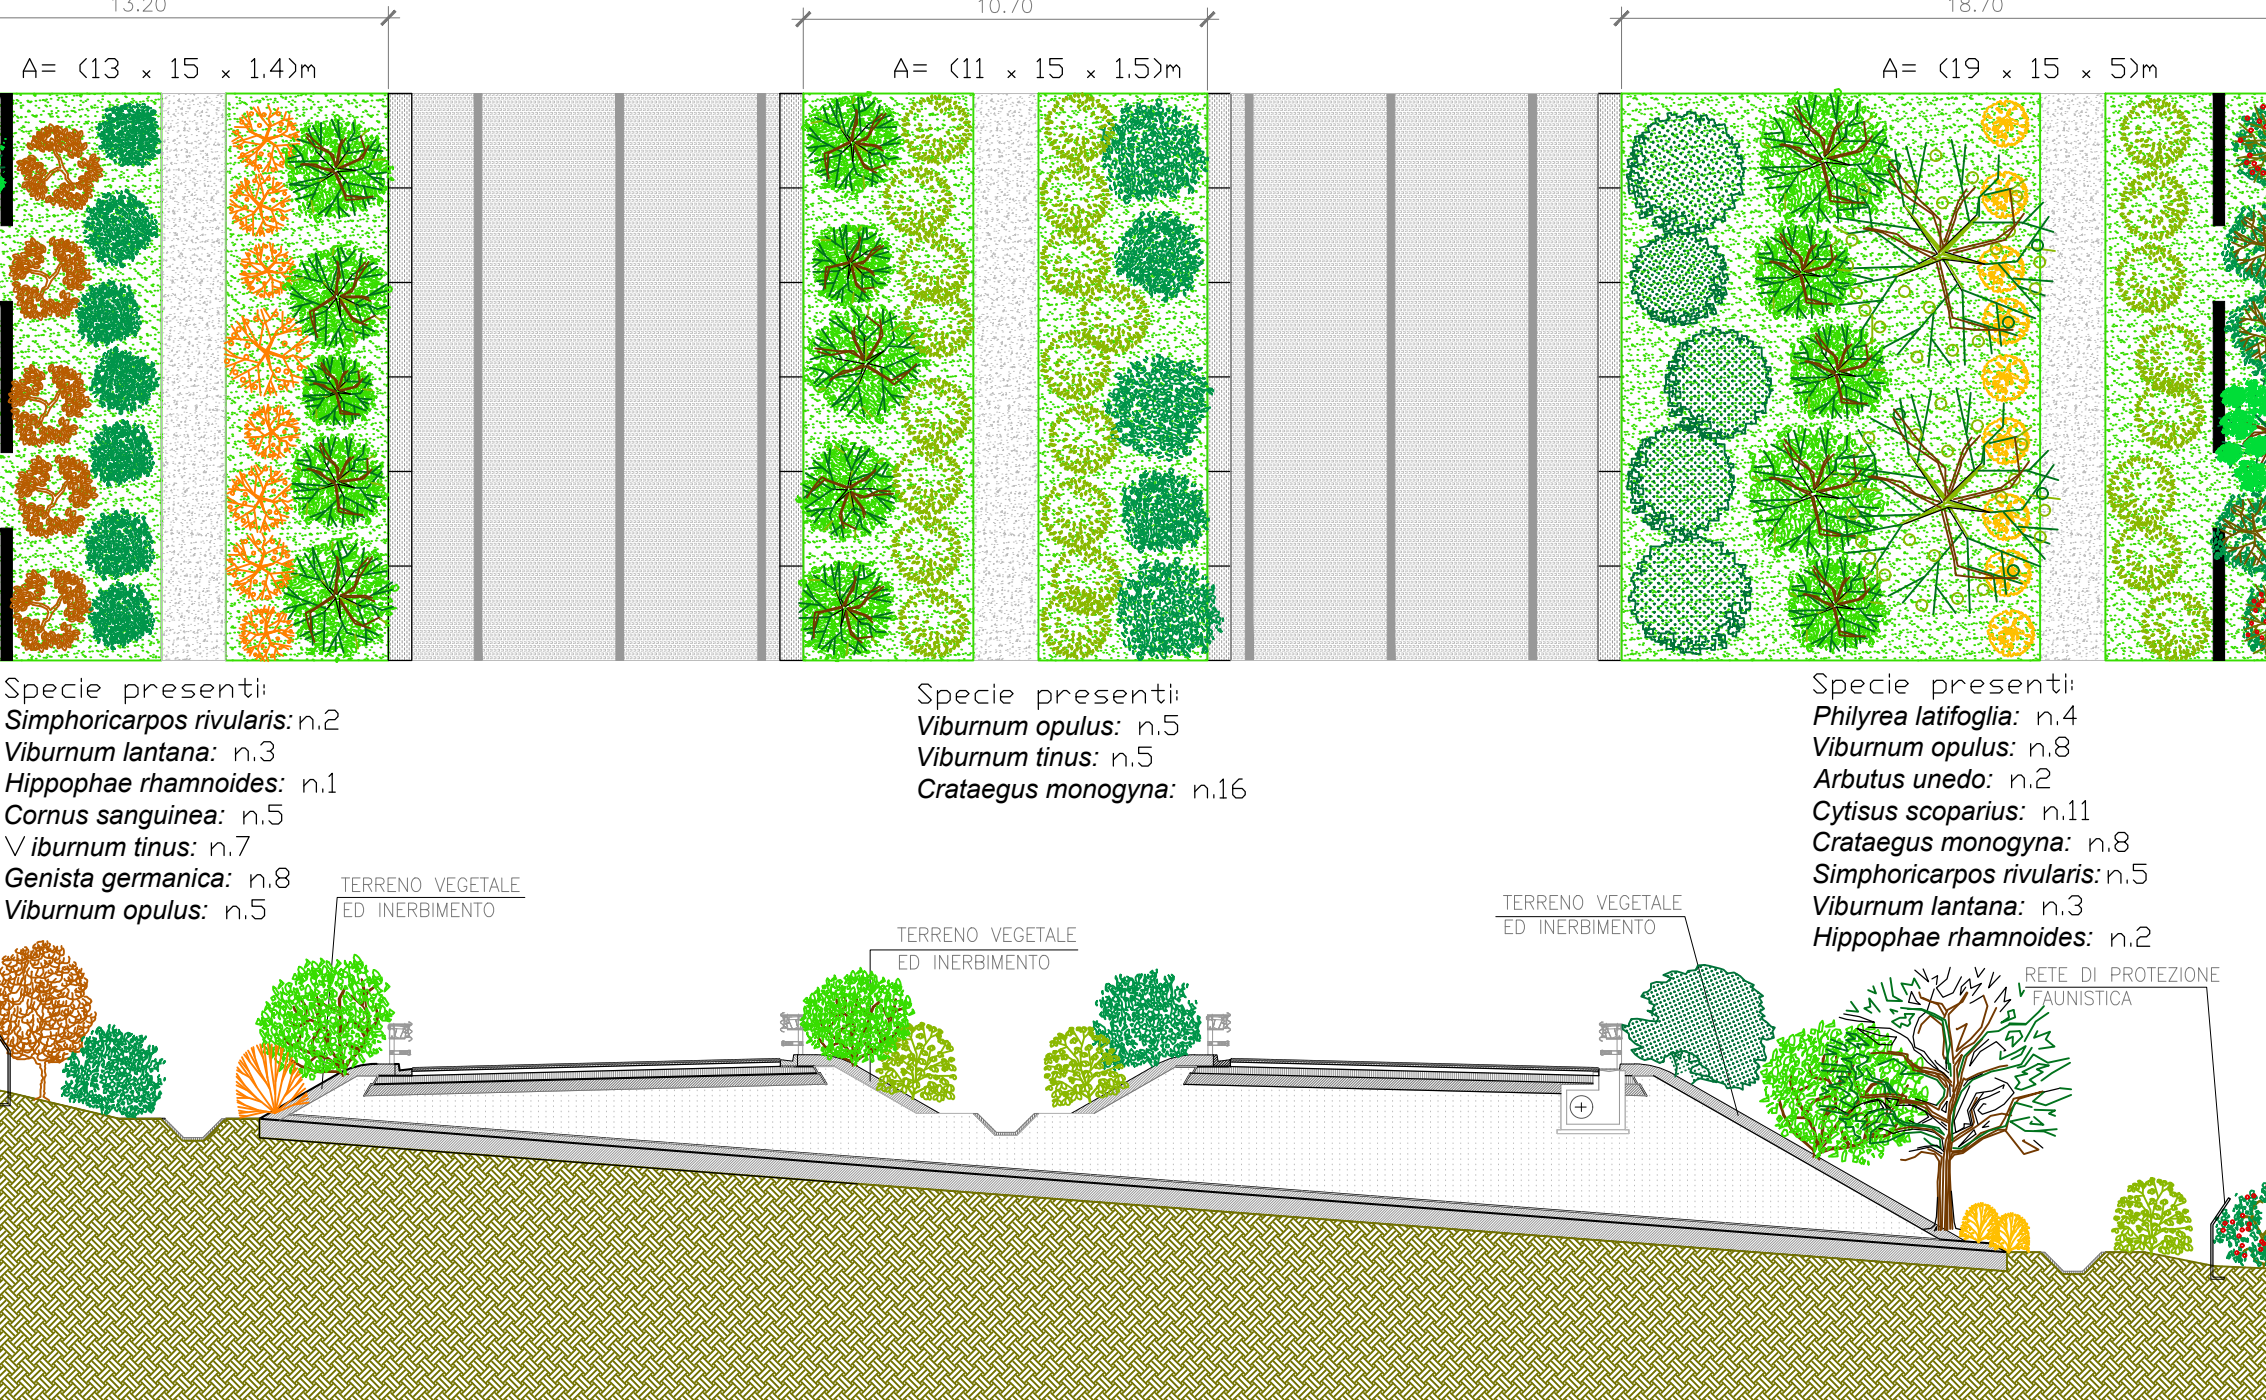 13.20
10.70
18.70
A= (13 x 15 x 1.4)m
A= (11 x 15 x 1.5)m
A= (19 x 15 x 5)m
Specie presenti:
Simphoricarpos rivularis: n.2
Viburnum lantana: n.3
Hippophae rhamnoides: n.1
Cornus sanguinea: n.5
Viburnum tinus: n.7
Genista germanica: n.8
Viburnum opulus: n.5
Specie presenti:
Viburnum opulus: n.5
Viburnum tinus: n.5
Crataegus monogyna: n.16
Specie presenti:
Philyrea latifoglia: n.4
Viburnum opulus: n.8
Arbutus unedo: n.2
Cytisus scoparius: n.11
Crataegus monogyna: n.8
Simphoricarpos rivularis: n.5
Viburnum lantana: n.3
Hippophae rhamnoides: n.2
TERRENO VEGETALE
ED INERBIMENTO
TERRENO VEGETALE
ED INERBIMENTO
TERRENO VEGETALE
ED INERBIMENTO
RETE DI PROTEZIONE
FAUNISTICA